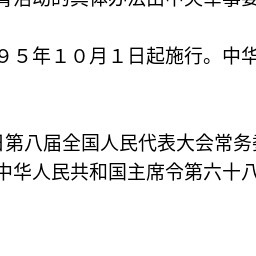 育活动的具体办法由中央军事委
９５年１０月１日起施行。中华
日第八届全国人民代表大会常务委
中华人民共和国主席令第六十八